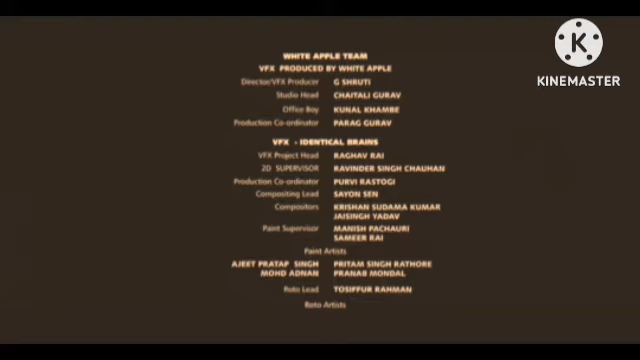 WHITE APPLE TEAM
VFX PRODUCED BY WHITE APPLE
Director/VFX Producer G SHRUTI
Studio Head CHAITALI GURAV
Office Boy KUNAL KHAMBE
Production Co-ordinator PARAG GURAV
VFX - IDENTICAL BRAINS
VFX Project Head RAGHAV RAI
2D SUPERVISOR RAVINDER SINGH CHAUHAN
Production Co-ordinator PURVI RASTOGI
Compositing Lead SAYON SEN
Compositors KRISHAN SUDAMA KUMAR
JAISINGH YADAV
Paint Supervisor MANISH PACHAURI
SAMEER RAI
Paint Artists
AJEET PRATAP SINGH PRITAM SINGH RATHORE
MOHD ADNAN PRANAB MONDAL
Roto Lead TOSIFFUR RAHMAN
Roto Artists
K
KINEMASTER